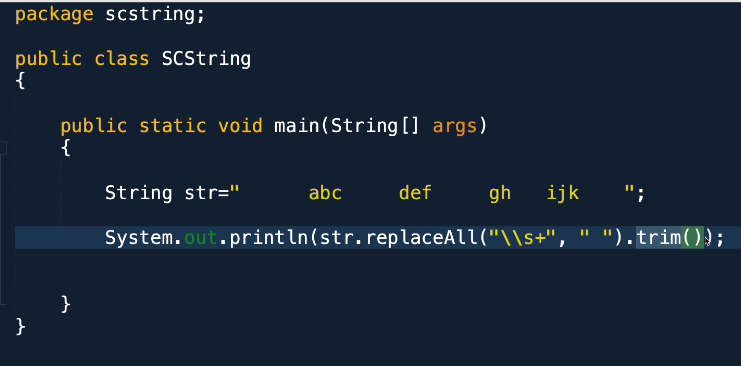 package scstring;
public class SCString
{
public static void main(String[] args)
{
String str="      abc     def     gh   ijk    ";
System.out.println(str.replaceAll("\\s+", " ").trim());
}
}